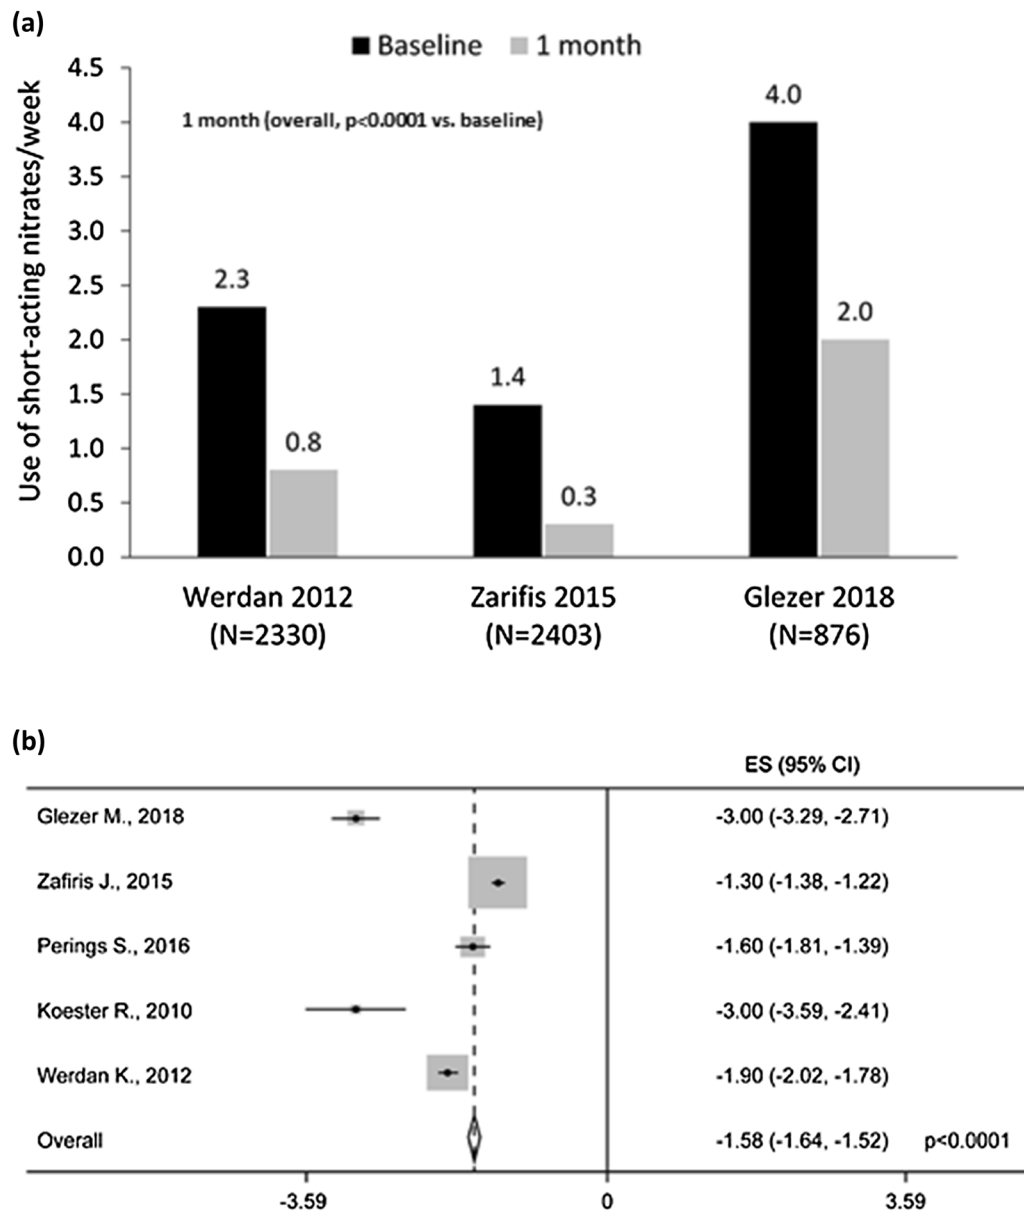 (a)
Baseline 1 month
Use of short-acting nitrates/week
4.5
4.0
3.5
3.0
2.5
2.0
1.5
1.0
0.5
0.0
1 month (overall, p<0.0001 vs. baseline)
2.3
0.8
1.4
0.3
4.0
2.0
Werdan 2012 Zarifis 2015 Glezer 2018
(N=2330) (N=2403) (N=876)
(b)
ES (95% CI)
Glezer M., 2018 -3.00 (-3.29, -2.71)
Zafiris J., 2015 -1.30 (-1.38, -1.22)
Perings S., 2016 -1.60 (-1.81, -1.39)
Koester R., 2010 -3.00 (-3.59, -2.41)
Werdan K., 2012 -1.90 (-2.02, -1.78)
Overall -1.58 (-1.64, -1.52) p<0.0001
-3.59 0 3.59